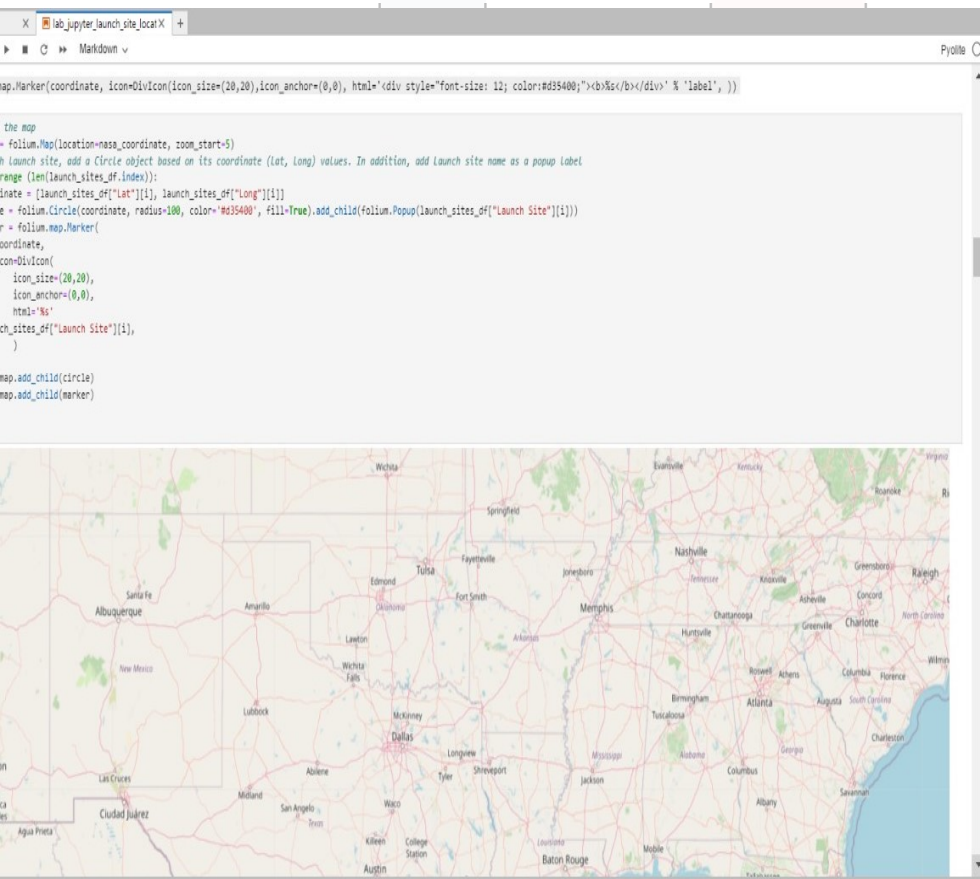 lab_jupyter_launch_site_locat
Markdown
Pyolite
map.Marker(coordinate, icon=DivIcon(icon_size=(20,20),icon_anchor=(0,0), html='<div style="font-size: 12; color:#d35400;"><b>%s</b></div>' % 'label', ))
the map
= folium.Map(location=nasa_coordinate, zoom_start=5)
h launch site, add a Circle object based on its coordinate (Lat, Long) values. In addition, add Launch site name as a popup label
range (len(launch_sites_df.index)):
inate = [launch_sites_df["Lat"][i], launch_sites_df["Long"][i]]
e = folium.Circle(coordinate, radius=100, color='#d35400', fill=True).add_child(folium.Popup(launch_sites_df["Launch Site"][i]))
r = folium.map.Marker(
oordinate,
con=DivIcon(
icon_size=(20,20),
icon_anchor=(0,0),
html='%s'
ch_sites_df["Launch Site"][i],
)
map.add_child(circle)
map.add_child(marker)
Wichita
Evansville
Kentucky
Virginia
Roanoke
Ri
Springfield
Nashville
Fayetteville
Tulsa
Jonesboro
Greensboro
Raleigh
Edmond
Tennessee
Knoxville
Santa Fe
Fort Smith
Asheville
Concord
Albuquerque
Amarillo
Oklahoma
Memphis
Chattanooga
North Carolina
Greenville
Charlotte
Huntsville
Lawton
Arkansas
New Mexico
Wichita
Falls
Roswell
Athens
Columbia
Florence
Wilmin
Birmingham
Atlanta
Augusta
South Carolina
Lubbock
McKinney
Tuscaloosa
Dallas
Charleston
Longview
Mississippi
Alabama
Georgia
Abilene
Tyler
Shreveport
Columbus
Las Cruces
Jackson
Midland
Savannah
San Angelo
Waco
Albany
Ciudad Juárez
Texas
Agua Prieta
Killeen
College
Station
Louisiana
Mobile
Baton Rouge
Austin